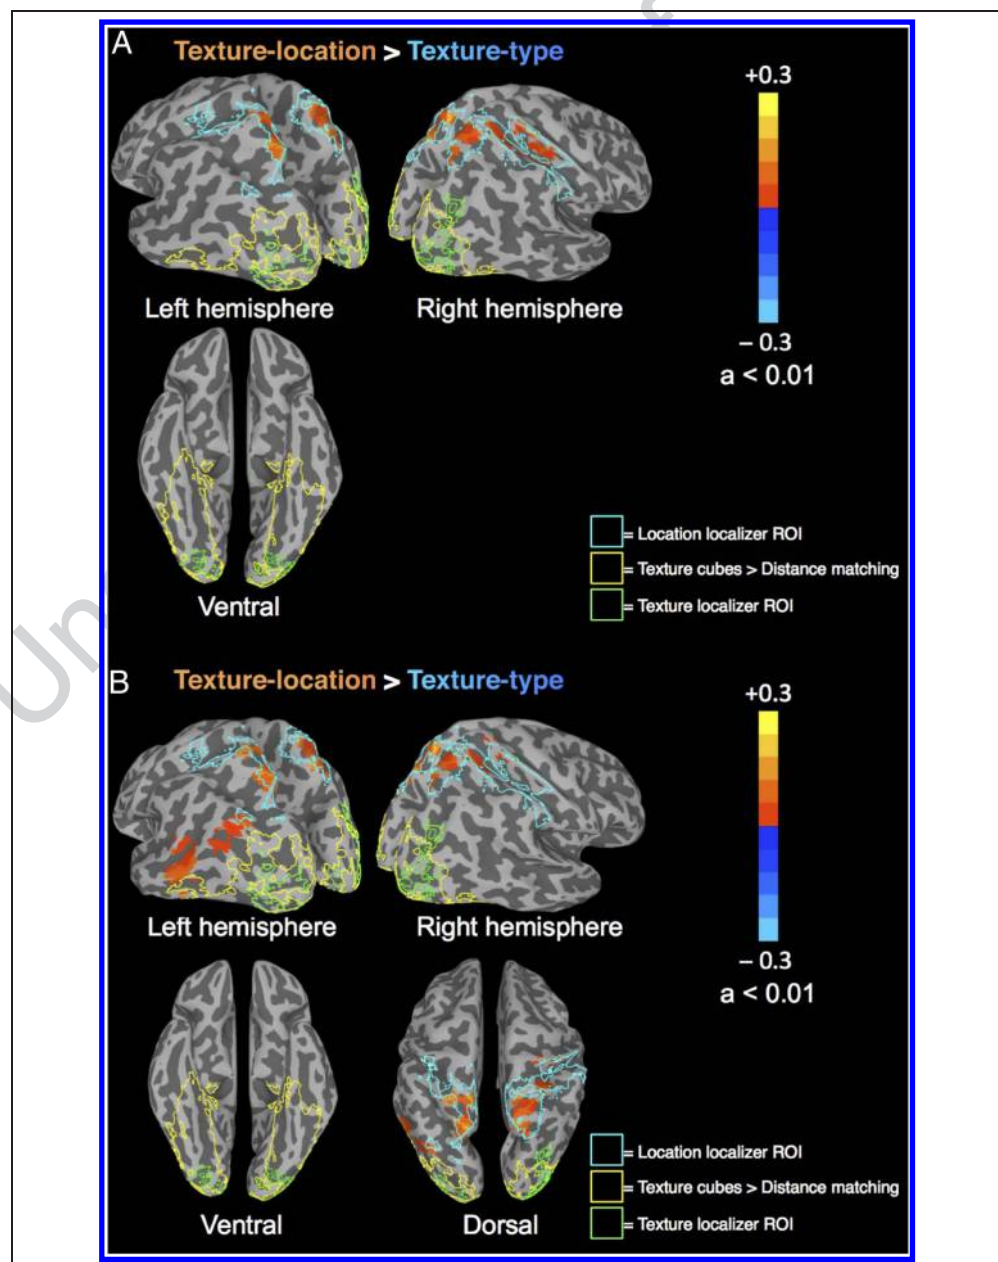 A
Texture-location > Texture-type
+0.3
Left hemisphere
Right hemisphere
– 0.3
a < 0.01
= Location localizer ROI
= Texture cubes > Distance matching
= Texture localizer ROI
Ventral
B
Texture-location > Texture-type
+0.3
Left hemisphere
Right hemisphere
– 0.3
a < 0.01
= Location localizer ROI
= Texture cubes > Distance matching
= Texture localizer ROI
Ventral
Dorsal